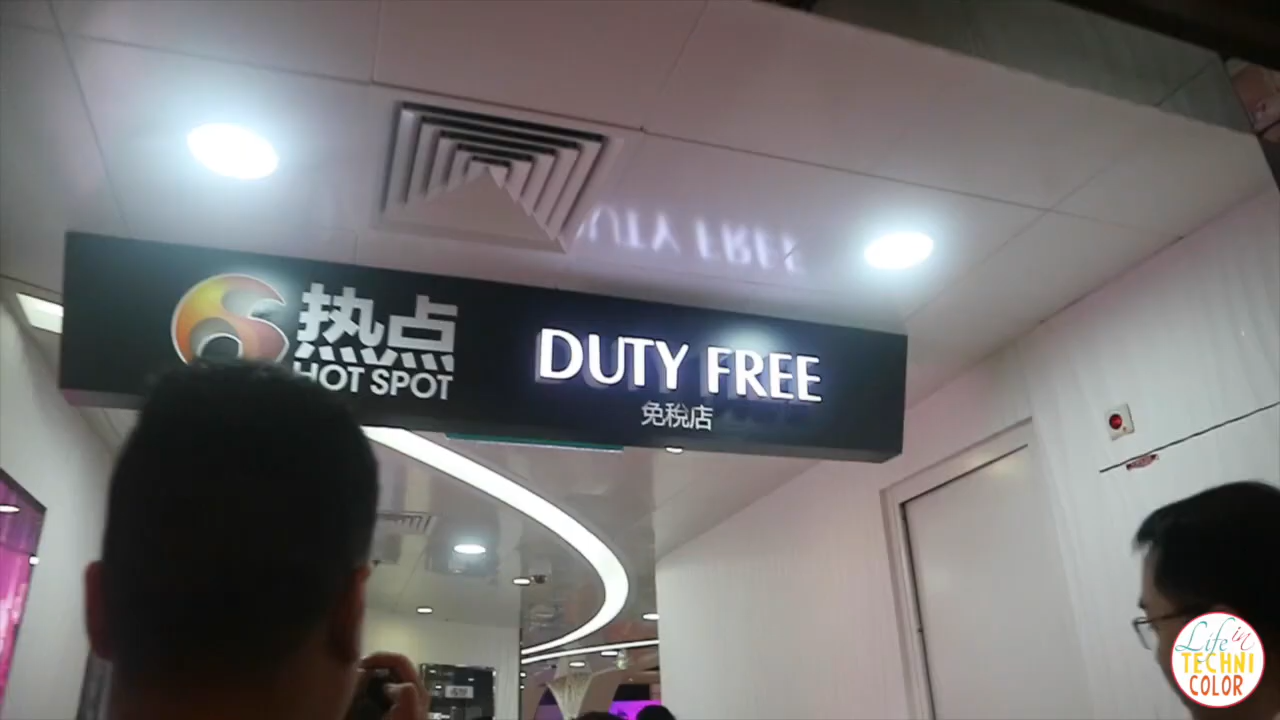 热点
HOT SPOT
DUTY FREE
免税店
Life in
TECHNI
COLOR